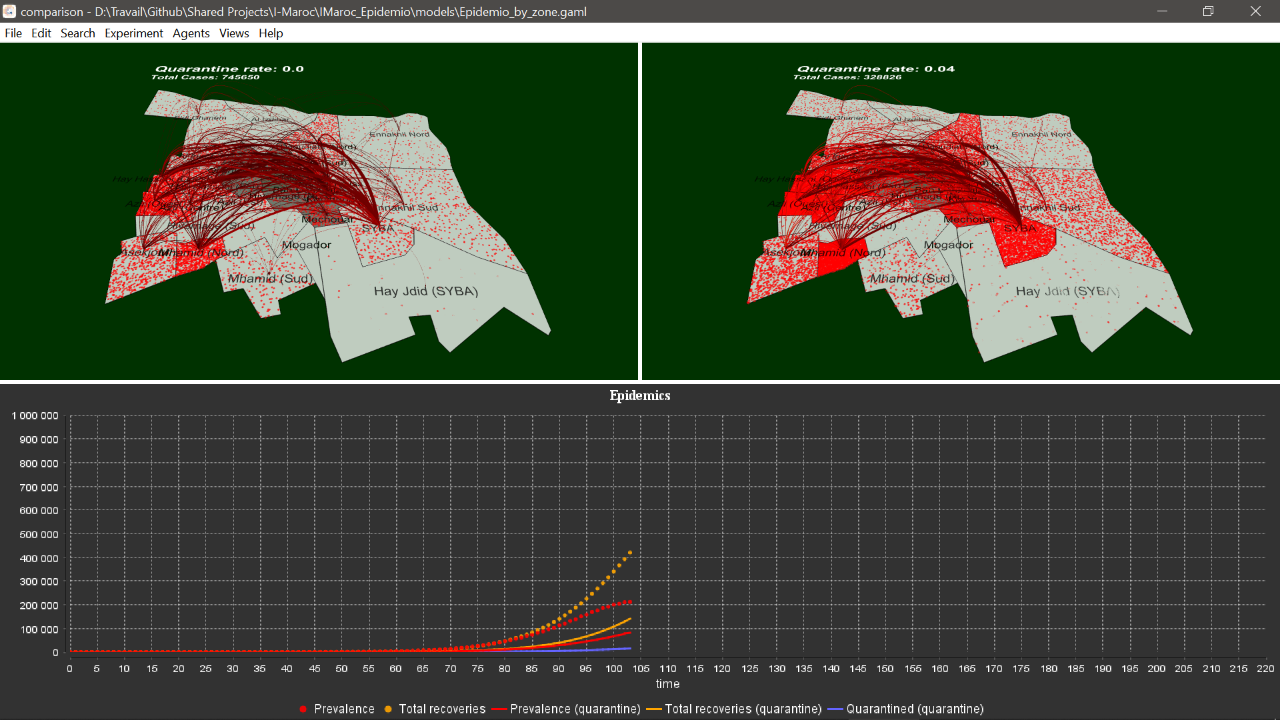 comparison - D:\Travail\Github\Shared Projects\I-Maroc\IMaroc_Epidemio\models\Epidemio_by_zone.gaml
File Edit Search Experiment Agents Views Help
Quarantine rate: 0.0
Total Cases: 745650
Ennakhil Nord
Mechouar
SYBA
Mhamid (Nord)
Mogador
Mhamid (Sud)
Hay Jdid (SYBA)
Quarantine rate: 0.04
Total Cases: 328826
Ennakhil Nord
Mechouar
SYBA
Mhamid (Nord)
Mogador
Mhamid (Sud)
Hay Jdid (SYBA)
Epidemics
1 000 000
900 000
800 000
700 000
600 000
500 000
400 000
300 000
200 000
100 000
0
0 5 10 15 20 25 30 35 40 45 50 55 60 65 70 75 80 85 90 95 100 105 110 115 120 125 130 135 140 145 150 155 160 165 170 175 180 185 190 195 200 205 210 215 220
time
Prevalence Total recoveries Prevalence (quarantine) Total recoveries (quarantine) Quarantined (quarantine)